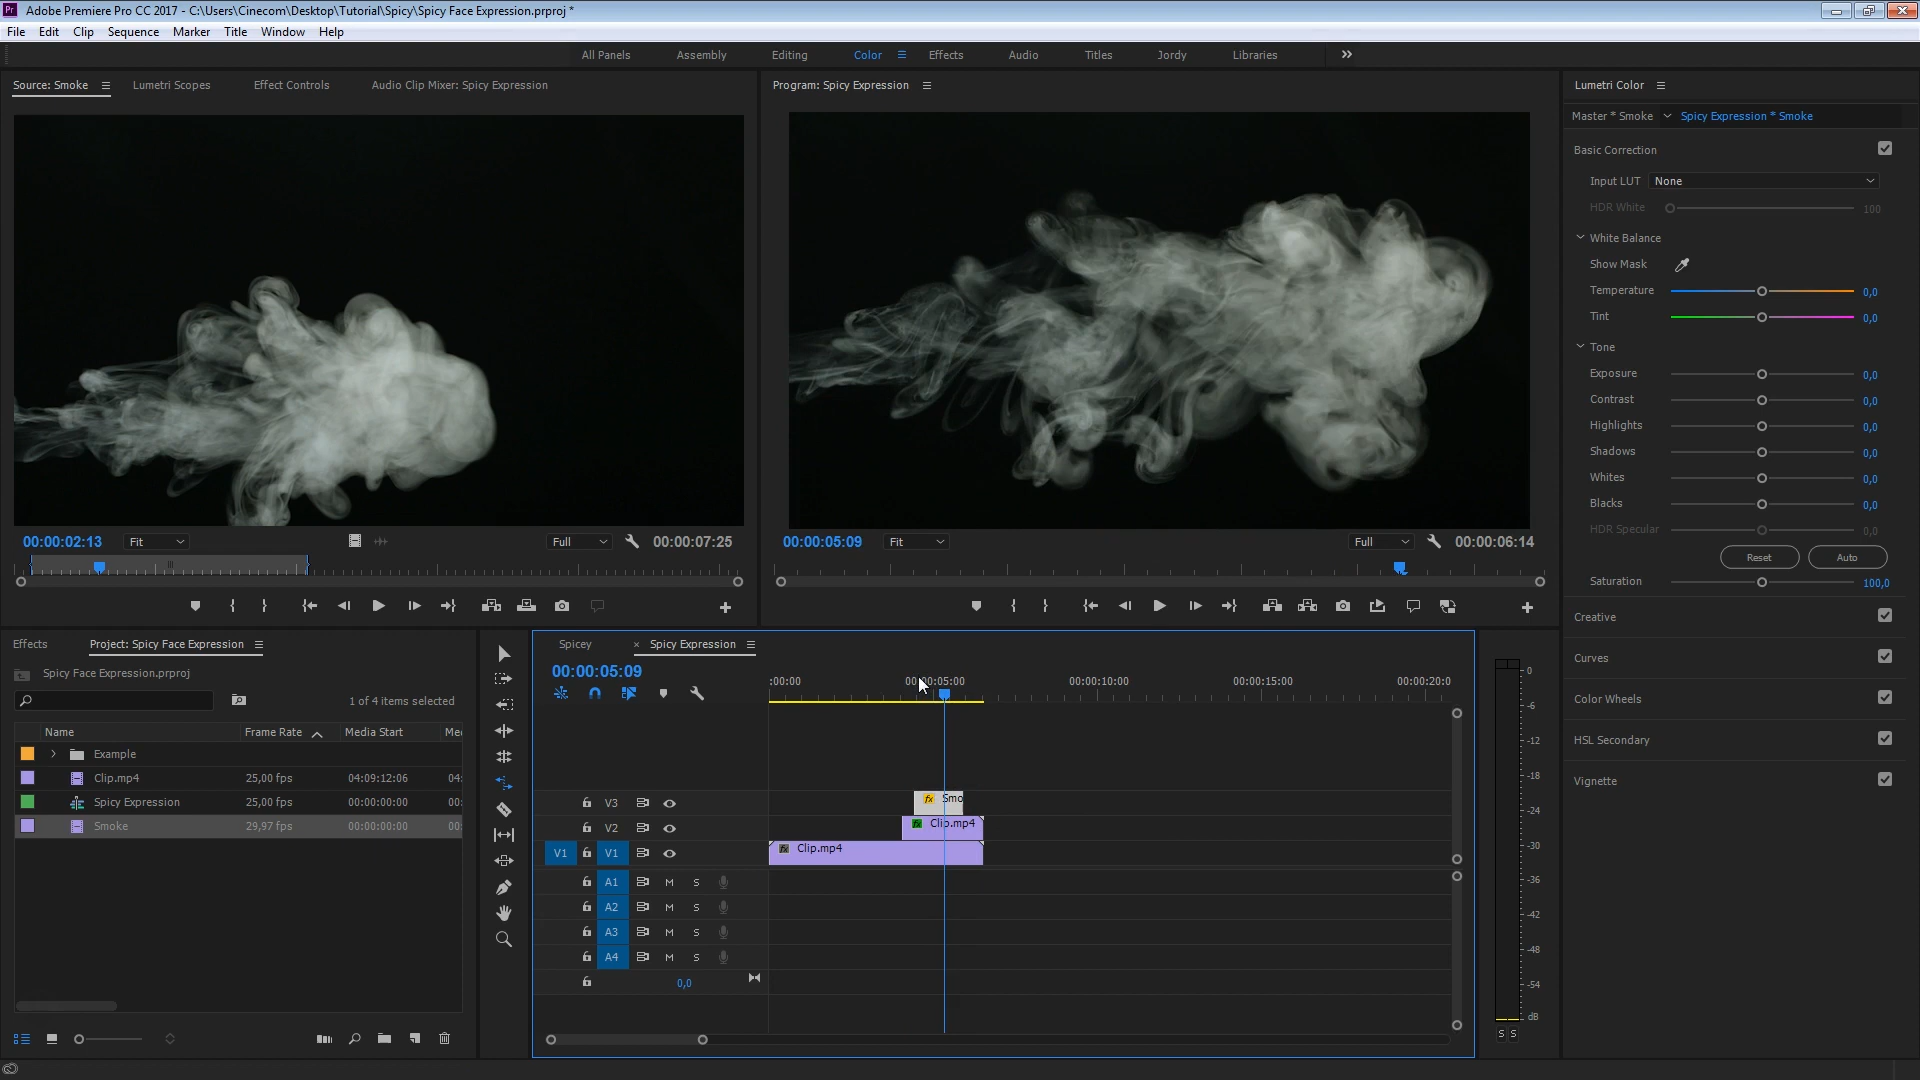 Adobe Premiere Pro CC 2017 - C:\Users\Cinecom\Desktop\Tutorial\Spicy\Spicy Face Expression.prproj *
File Edit Clip Sequence Marker Title Window Help
All Panels Assembly Editing Color Effects Audio Titles Jordy Libraries
Source: Smoke Lumetri Scopes Effect Controls Audio Clip Mixer: Spicy Expression
Program: Spicy Expression
Lumetri Color
Master * Smoke Spicy Expression * Smoke
Basic Correction
Input LUT None
HDR White 100
White Balance
Show Mask
Temperature 0,0
Tint 0,0
Tone
Exposure 0,0
Contrast 0,0
Highlights 0,0
Shadows 0,0
Whites 0,0
Blacks 0,0
HDR Specular 0,0
Reset Auto
Saturation 100,0
Creative
Curves
Color Wheels
HSL Secondary
Vignette
00:00:02:13 Fit Full 00:00:07:25
00:00:05:09 Fit Full 00:00:06:14
Effects Project: Spicy Face Expression
Spicy Face Expression.prproj
1 of 4 items selected
Name Frame Rate Media Start Me
Example
Clip.mp4 25,00 fps 04:09:12:06 04:
Spicy Expression 25,00 fps 00:00:00:00 00:
Smoke 29,97 fps 00:00:00:00 00:
Spicey × Spicy Expression
00:00:05:09
:00:00 00:00:05:00 00:00:10:00 00:00:15:00 00:00:20:0
V3 fx Smo
V2 Clip.mp4
V1 V1 Clip.mp4
A1 M S
A2 M S
A3 M S
A4 M S
0,0
0
-6
-12
-18
-24
-30
-36
-42
-48
-54
dB
S S